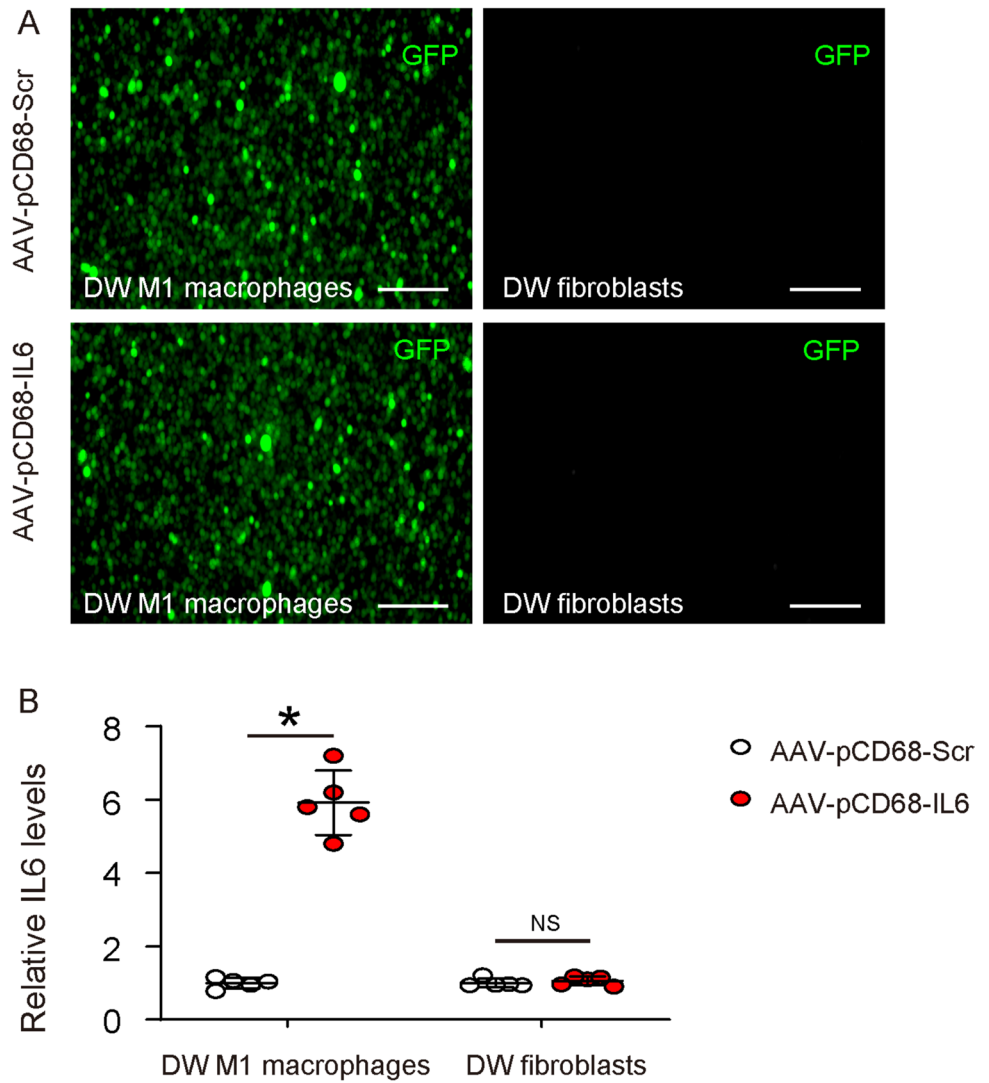 A
AAV-pCD68-Scr
GFP
DW M1 macrophages
GFP
DW fibroblasts
AAV-pCD68-IL6
GFP
DW M1 macrophages
GFP
DW fibroblasts
B
Relative IL6 levels
8
6
4
2
0
*
NS
AAV-pCD68-Scr
AAV-pCD68-IL6
DW M1 macrophages
DW fibroblasts